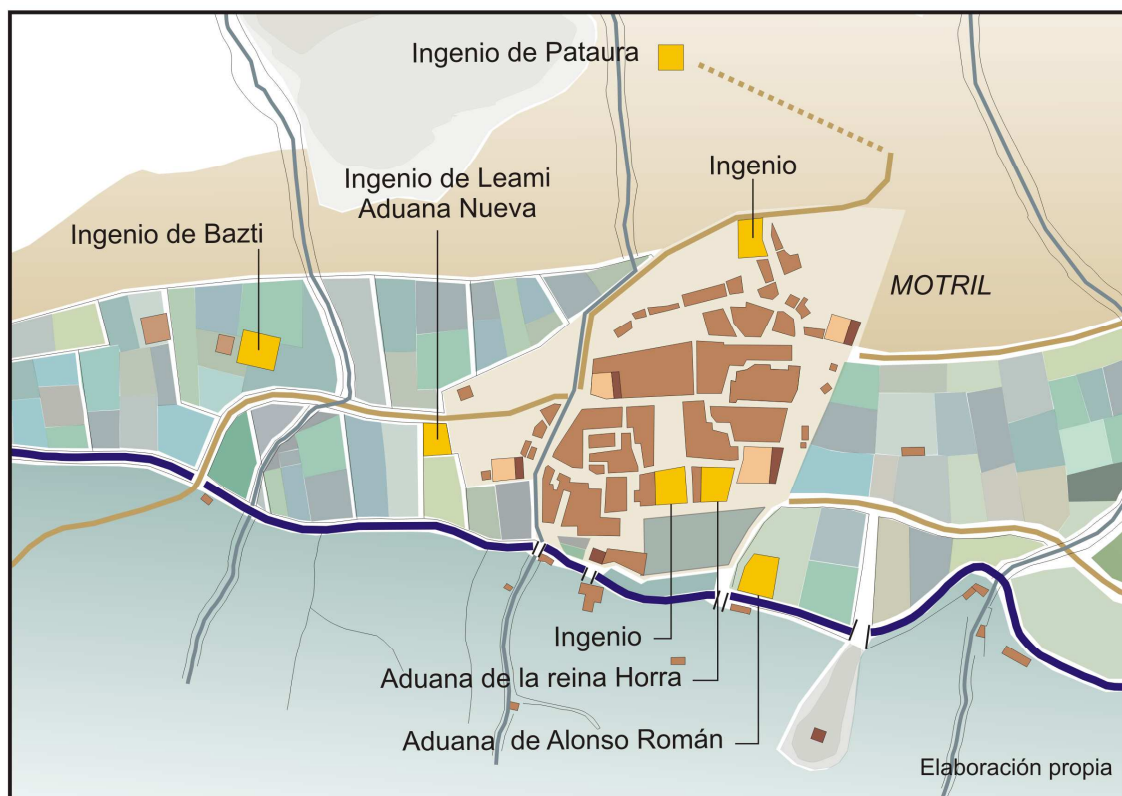 Ingenio de Pataura
Ingenio
Ingenio de Leami
Aduana Nueva
Ingenio de Bazti
MOTRIL
Ingenio
Aduana de la reina Horra
Aduana de Alonso Román
Elaboración propia